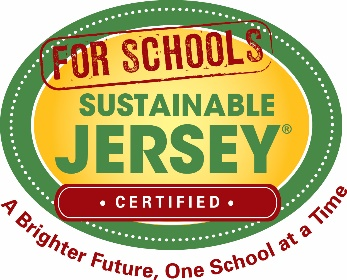 FOR SCHOOLS
SUSTAINABLE
JERSEY®
• CERTIFIED •
A Brighter Future, One School at a Time